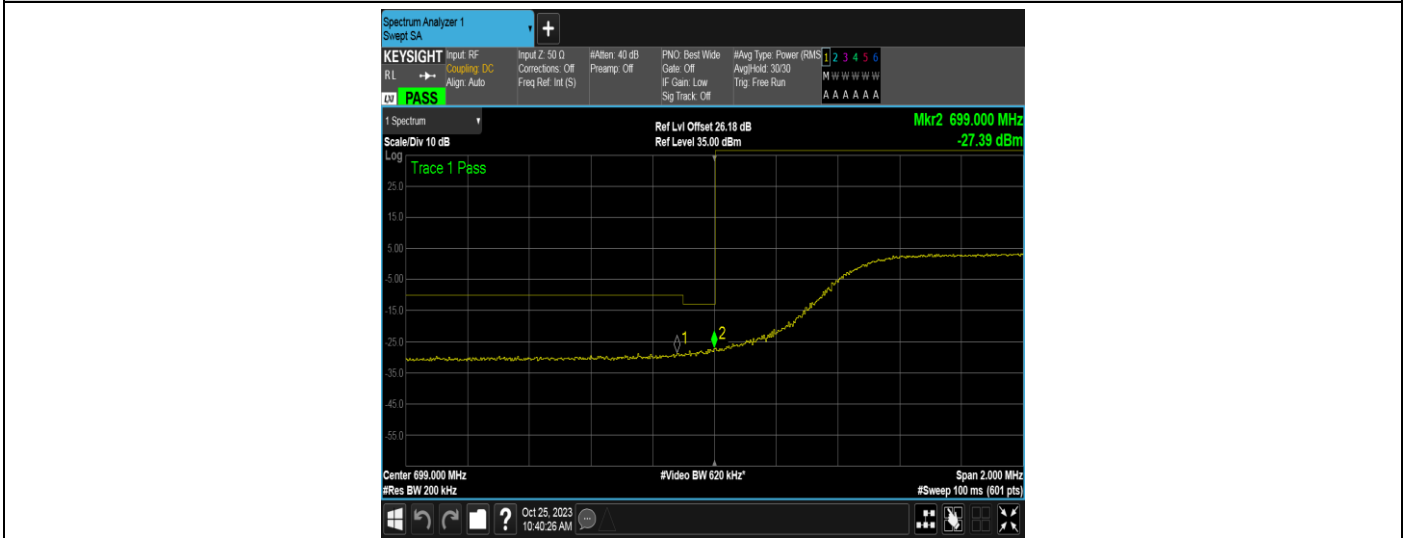 Spectrum Analyzer 1
Swept SA
+
KEYSIGHT Input: RF Input Z: 50 Ω #Atten: 40 dB PNO: Best Wide #Avg Type: Power (RMS 1 2 3 4 5 6
RL Coupling: DC Corrections: Off Preamp: Off Gate: Off Avg|Hold: 30/30 M W W W W W
Align: Auto Freq Ref: Int (S) IF Gain: Low Trig: Free Run
LXI PASS Sig Track: Off A A A A A A
1 Spectrum Ref Lvl Offset 26.18 dB Mkr2 699.000 MHz
Scale/Div 10 dB Ref Level 35.00 dBm -27.39 dBm
Log
Trace 1 Pass
25.0
15.0
5.00
-5.00
-15.0
-25.0
1
2
-35.0
-45.0
-55.0
Center 699.000 MHz #Video BW 620 kHz* Span 2.000 MHz
#Res BW 200 kHz #Sweep 100 ms (601 pts)
? Oct 25, 2023
10:40:26 AM